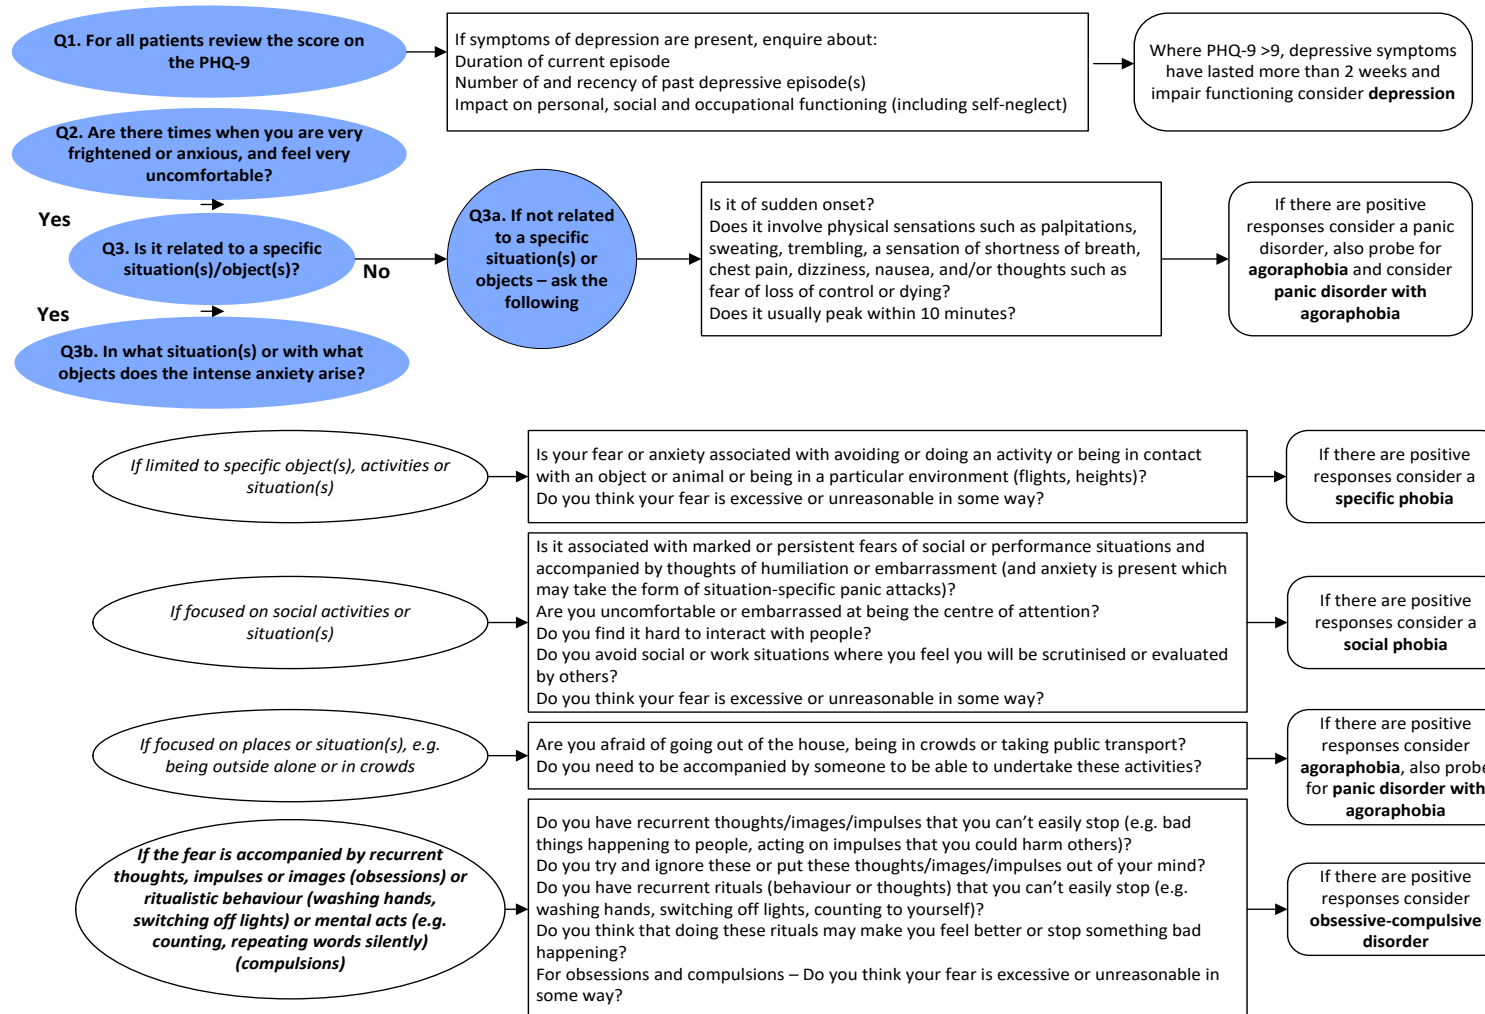 Q1. For all patients review the score on
the PHQ-9
If symptoms of depression are present, enquire about:
Duration of current episode
Number of and recency of past depressive episode(s)
Impact on personal, social and occupational functioning (including self-neglect)
Where PHQ-9 >9, depressive symptoms
have lasted more than 2 weeks and
impair functioning consider depression
Q2. Are there times when you are very
frightened or anxious, and feel very
uncomfortable?
Yes
Q3. Is it related to a specific
situation(s)/object(s)?
No
Q3a. If not related
to a specific
situation(s) or
objects – ask the
following
Is it of sudden onset?
Does it involve physical sensations such as palpitations,
sweating, trembling, a sensation of shortness of breath,
chest pain, dizziness, nausea, and/or thoughts such as
fear of loss of control or dying?
Does it usually peak within 10 minutes?
If there are positive
responses consider a panic
disorder, also probe for
agoraphobia and consider
panic disorder with
agoraphobia
Yes
Q3b. In what situation(s) or with what
objects does the intense anxiety arise?
If limited to specific object(s), activities or
situation(s)
Is your fear or anxiety associated with avoiding or doing an activity or being in contact
with an object or animal or being in a particular environment (flights, heights)?
Do you think your fear is excessive or unreasonable in some way?
If there are positive
responses consider a
specific phobia
If focused on social activities or
situation(s)
Is it associated with marked or persistent fears of social or performance situations and
accompanied by thoughts of humiliation or embarrassment (and anxiety is present which
may take the form of situation-specific panic attacks)?
Are you uncomfortable or embarrassed at being the centre of attention?
Do you find it hard to interact with people?
Do you avoid social or work situations where you feel you will be scrutinised or evaluated
by others?
Do you think your fear is excessive or unreasonable in some way?
If there are positive
responses consider a
social phobia
If focused on places or situation(s), e.g.
being outside alone or in crowds
Are you afraid of going out of the house, being in crowds or taking public transport?
Do you need to be accompanied by someone to be able to undertake these activities?
If there are positive
responses consider
agoraphobia, also probe
for panic disorder with
agoraphobia
If the fear is accompanied by recurrent
thoughts, impulses or images (obsessions) or
ritualistic behaviour (washing hands,
switching off lights) or mental acts (e.g.
counting, repeating words silently)
(compulsions)
Do you have recurrent thoughts/images/impulses that you can’t easily stop (e.g. bad
things happening to people, acting on impulses that you could harm others)?
Do you try and ignore these or put these thoughts/images/impulses out of your mind?
Do you have recurrent rituals (behaviour or thoughts) that you can’t easily stop (e.g.
washing hands, switching off lights, counting to yourself)?
Do you think that doing these rituals may make you feel better or stop something bad
happening?
For obsessions and compulsions – Do you think your fear is excessive or unreasonable in
some way?
If there are positive
responses consider
obsessive-compulsive
disorder